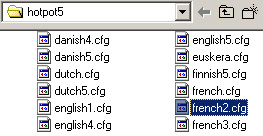 hotpot5
danish4.cfg
danish5.cfg
dutch.cfg
dutch5.cfg
english1.cfg
english4.cfg
english5.cfg
euskera.cfg
finnish5.cfg
french.cfg
french2.cfg
french3.cfg